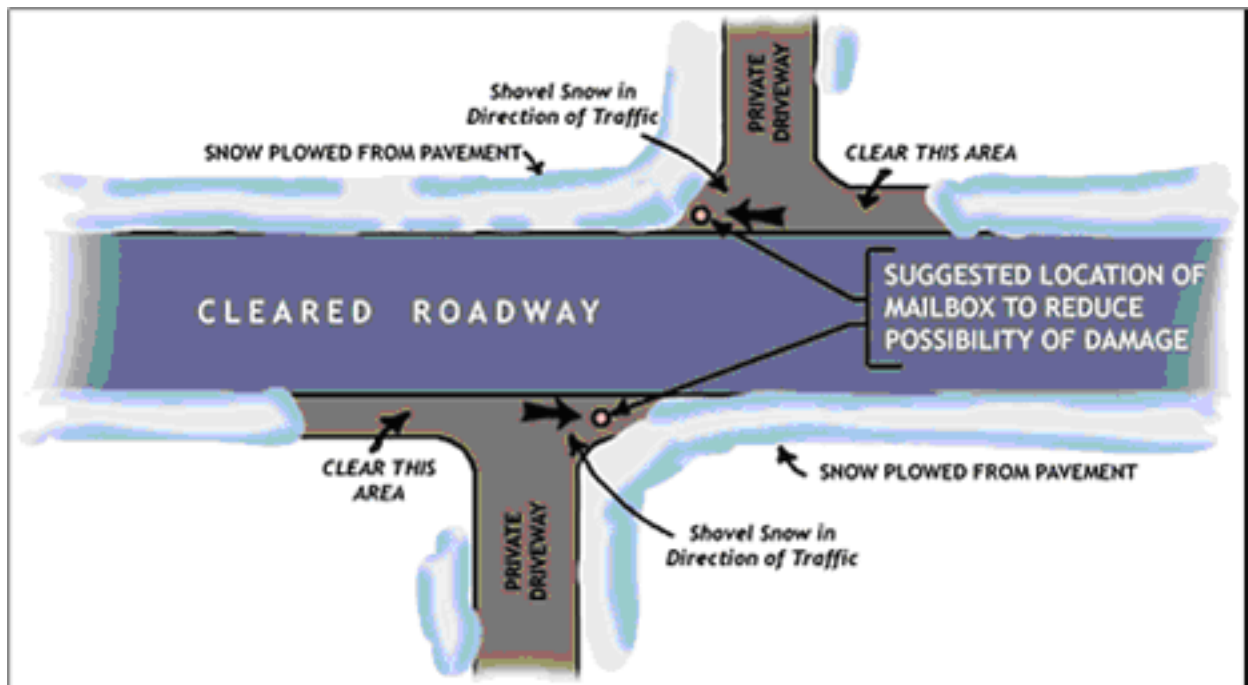 PRIVATE
DRIVEWAY
Shovel Snow in
Direction of Traffic
SNOW PLOWED FROM PAVEMENT
CLEAR THIS AREA
CLEARED ROADWAY
SUGGESTED LOCATION OF
MAILBOX TO REDUCE
POSSIBILITY OF DAMAGE
CLEAR THIS
AREA
SNOW PLOWED FROM PAVEMENT
PRIVATE
DRIVEWAY
Shovel Snow in
Direction of Traffic